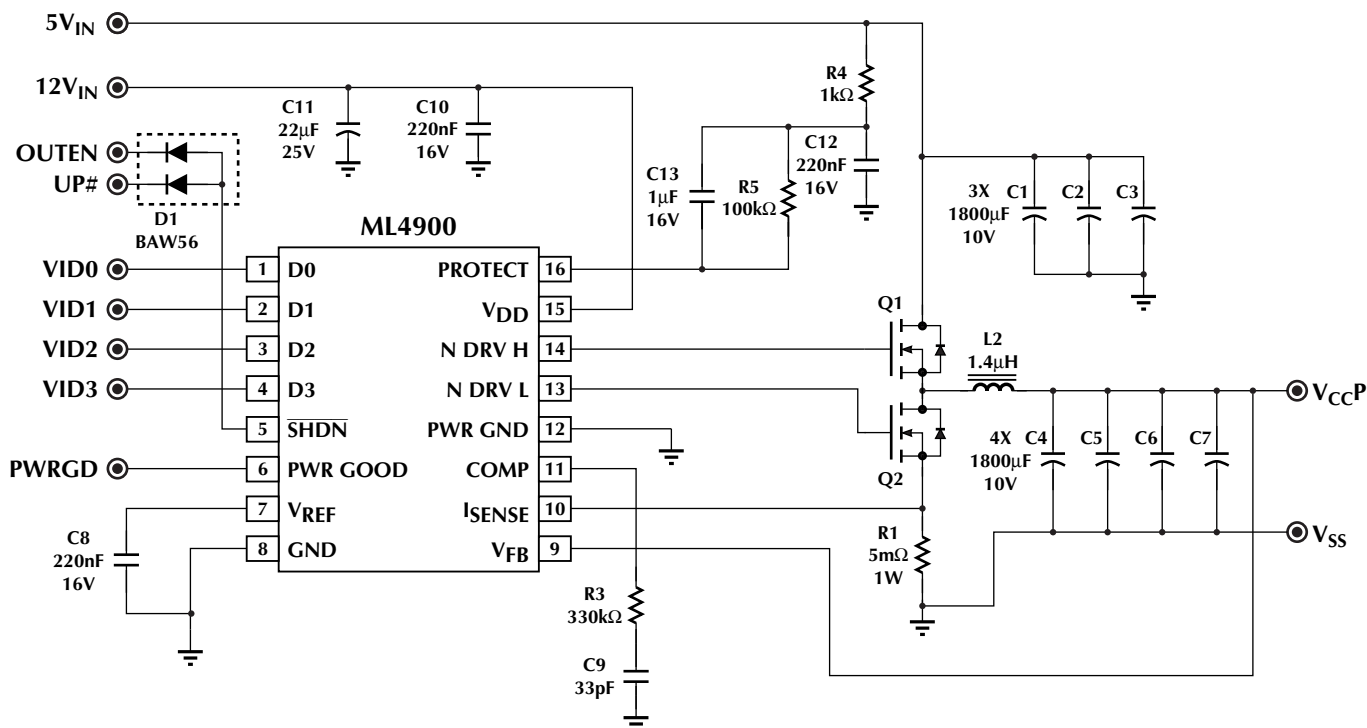 5VIN
12VIN
OUTEN
UP#
D1
BAW56
C11
22µF
25V
C10
220nF
16V
R4
1kΩ
C12
220nF
16V
C13
1µF
16V
R5
100kΩ
3X
1800µF
10V
C1
C2
C3
ML4900
VID0
1 D0
PROTECT 16
VID1
2 D1
VDD 15
VID2
3 D2
N DRV H 14
VID3
4 D3
N DRV L 13
5 SHDN
PWR GND 12
PWRGD
6 PWR GOOD
COMP 11
7 VREF
ISENSE 10
8 GND
VFB 9
C8
220nF
16V
Q1
Q2
L2
1.4µH
VCCP
4X
1800µF
10V
C4
C5
C6
C7
VSS
R1
5mΩ
1W
R3
330kΩ
C9
33pF